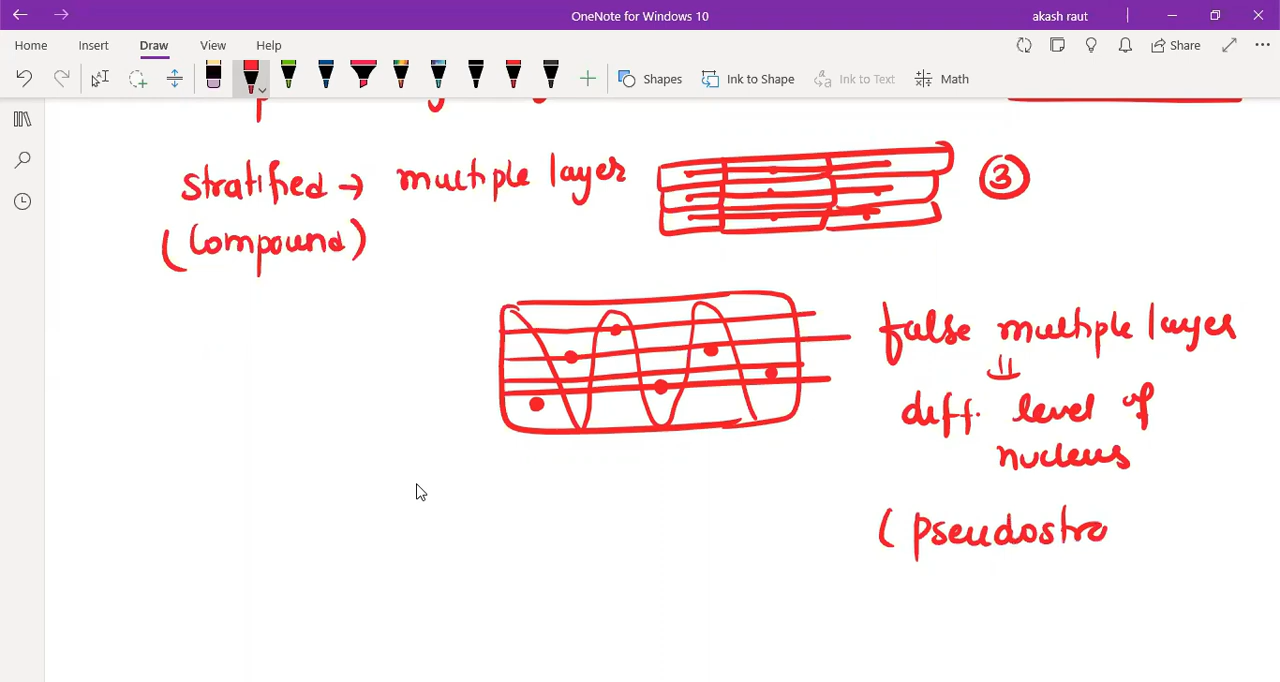 OneNote for Windows 10
akash raut
Home Insert Draw View Help
Share
Shapes Ink to Shape Ink to Text Math
stratified → multiple layer
(compound)
3
false multiple layer
diff. level of
nucleus
(pseudostra